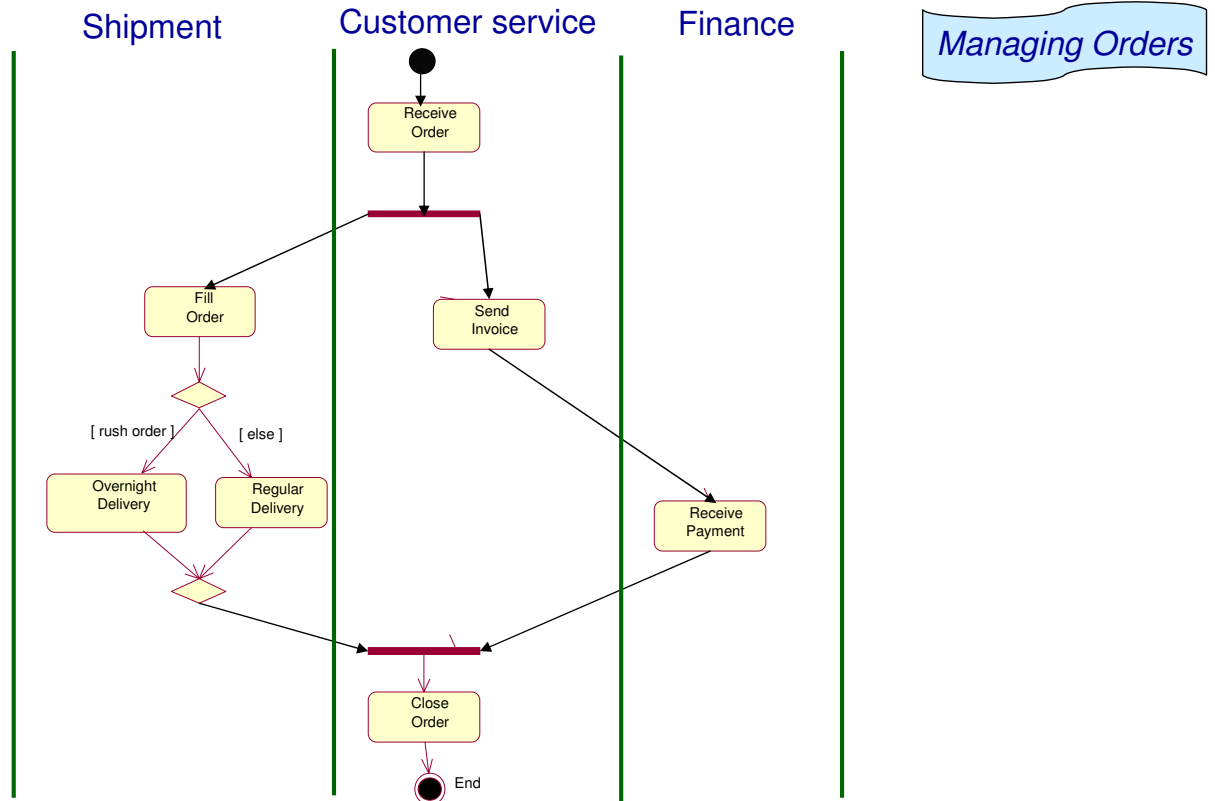 Shipment
Customer service
Finance
Managing Orders
Receive
Order
Fill
Order
Send
Invoice
[ rush order ]
[ else ]
Overnight
Delivery
Regular
Delivery
Receive
Payment
Close
Order
End